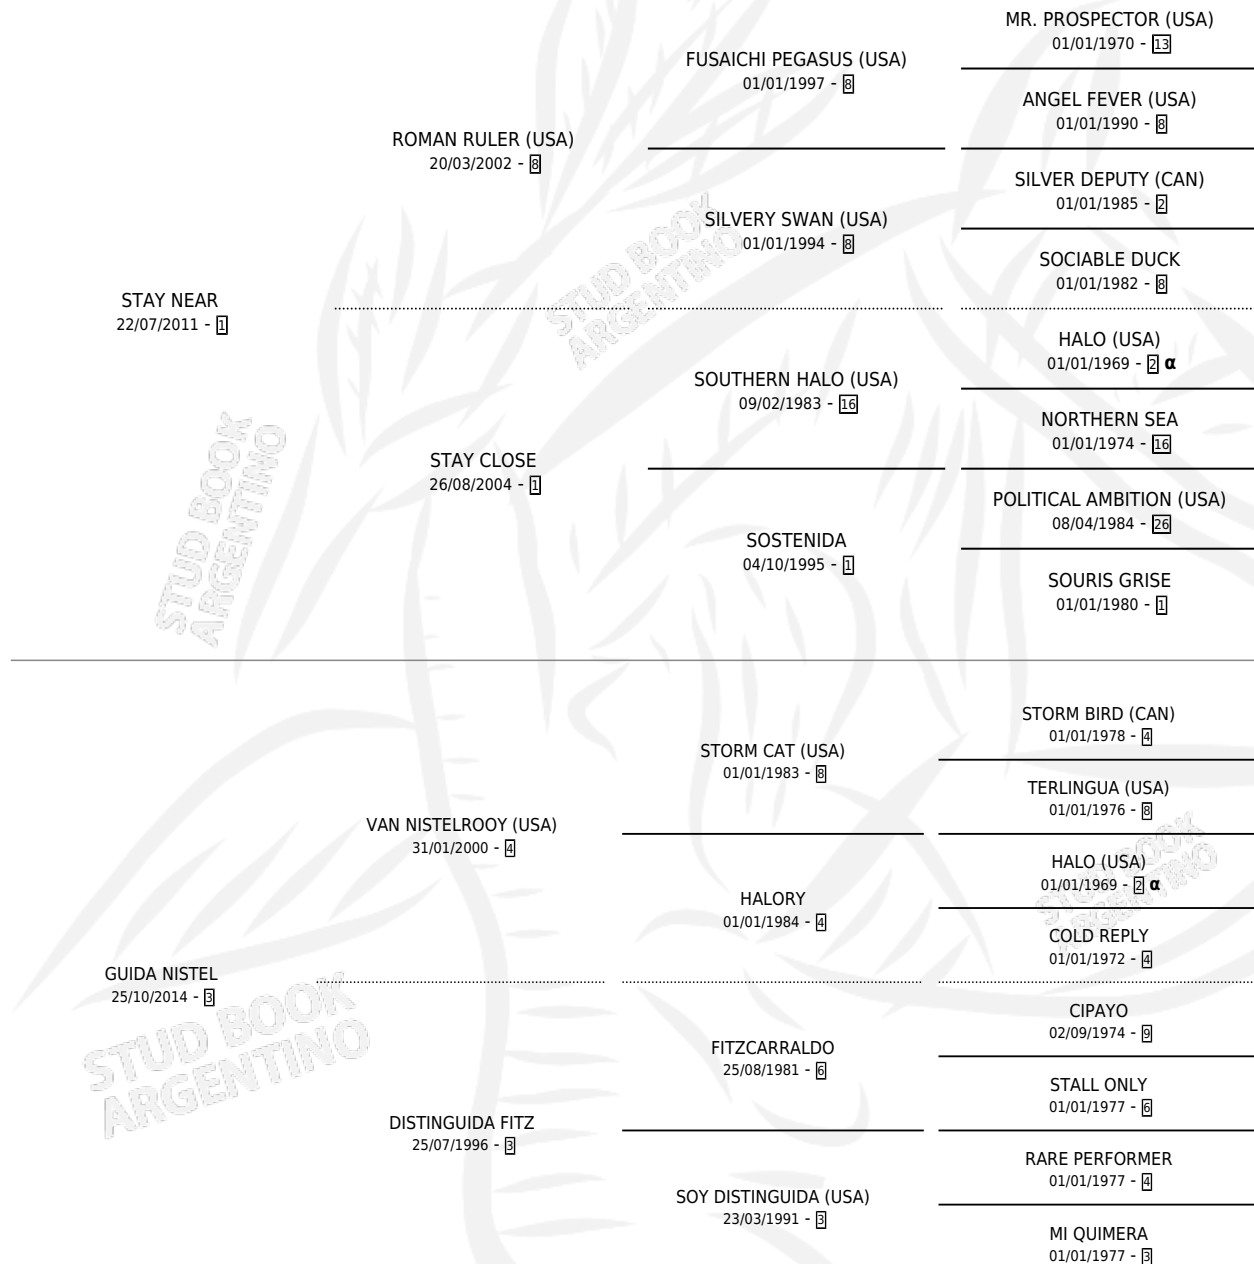 MR. PROSPECTOR (USA)
01/01/1970 - 13
FUSAICHI PEGASUS (USA)
01/01/1997 - 8
ANGEL FEVER (USA)
01/01/1990 - 8
ROMAN RULER (USA)
20/03/2002 - 8
SILVER DEPUTY (CAN)
01/01/1985 - 2
SILVERY SWAN (USA)
01/01/1994 - 8
SOCIABLE DUCK
01/01/1982 - 8
STAY NEAR
22/07/2011 - 1
HALO (USA)
01/01/1969 - 2 α
SOUTHERN HALO (USA)
09/02/1983 - 16
NORTHERN SEA
01/01/1974 - 16
STAY CLOSE
26/08/2004 - 1
POLITICAL AMBITION (USA)
08/04/1984 - 26
SOSTENIDA
04/10/1995 - 1
SOURIS GRISE
01/01/1980 - 1
STORM BIRD (CAN)
01/01/1978 - 4
STORM CAT (USA)
01/01/1983 - 8
TERLINGUA (USA)
01/01/1976 - 8
VAN NISTELROOY (USA)
31/01/2000 - 4
HALO (USA)
01/01/1969 - 2 α
HALORY
01/01/1984 - 4
COLD REPLY
01/01/1972 - 4
GUIDA NISTEL
25/10/2014 - 3
CIPAYO
02/09/1974 - 9
FITZCARRALDO
25/08/1981 - 6
STALL ONLY
01/01/1977 - 6
DISTINGUIDA FITZ
25/07/1996 - 3
RARE PERFORMER
01/01/1977 - 4
SOY DISTINGUIDA (USA)
23/03/1991 - 3
MI QUIMERA
01/01/1977 - 3
STUD BOOK
ARGENTINO
STUD BOOK
ARGENTINO
STUD BOOK
ARGENTINO
STUD BOOK
ARGENTINO